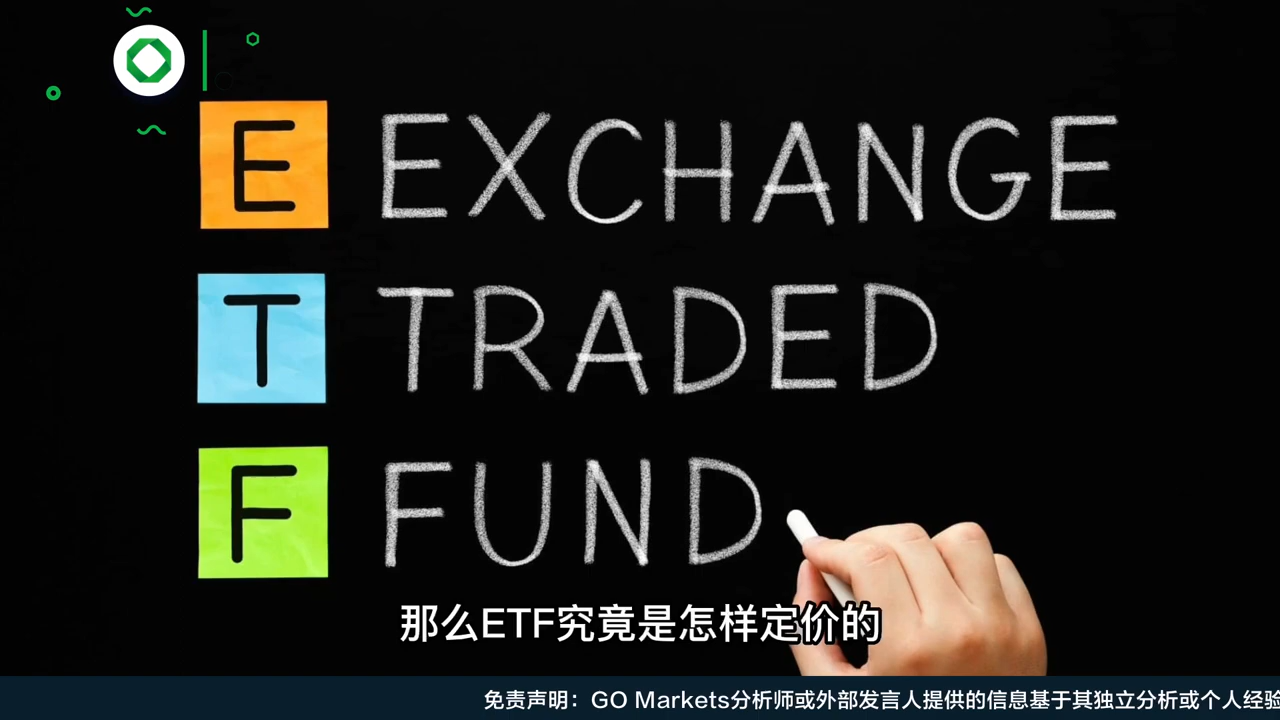 E EXCHANGE
T TRADED
F FUND
那么ETF究竟是怎样定价的
免责声明：GO Markets分析师或外部发言人提供的信息基于其独立分析或个人经验